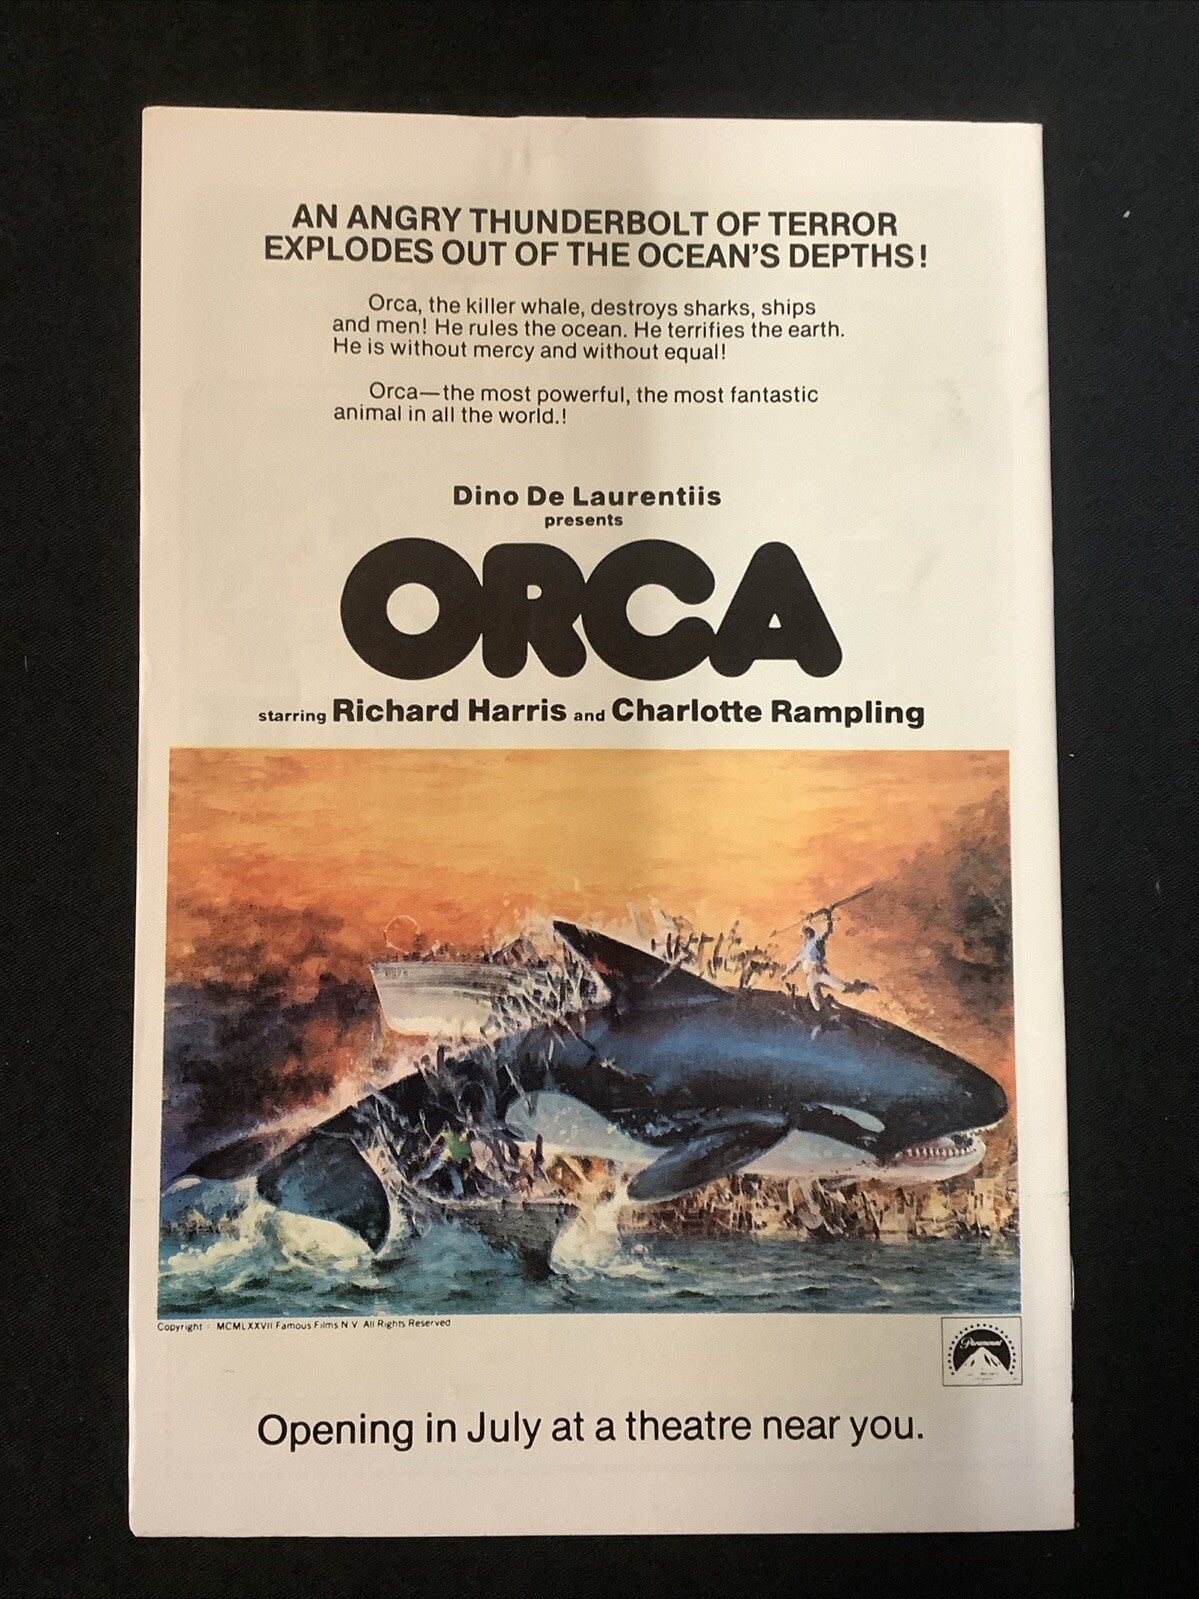 AN ANGRY THUNDERBOLT OF TERROR
EXPLODES OUT OF THE OCEAN'S DEPTHS!
Orca, the killer whale, destroys sharks, ships
and men! He rules the ocean. He terrifies the earth.
He is without mercy and without equal!
Orca—the most powerful, the most fantastic
animal in all the world.!
Dino De Laurentiis
presents
ORCA
starring Richard Harris and Charlotte Rampling
Copyright MCMLXXVII Famous Films N.V. All Rights Reserved
Paramount
Opening in July at a theatre near you.